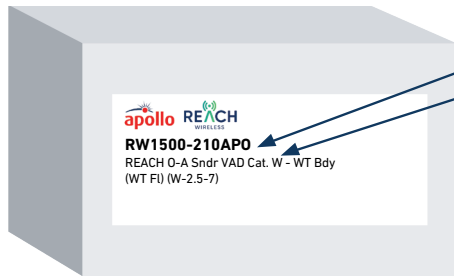 apollo REACH
WIRELESS
RW1500-210APO
REACH O-A Sndr VAD Cat. W - WT Bdy
(WT Fl) (W-2.5-7)